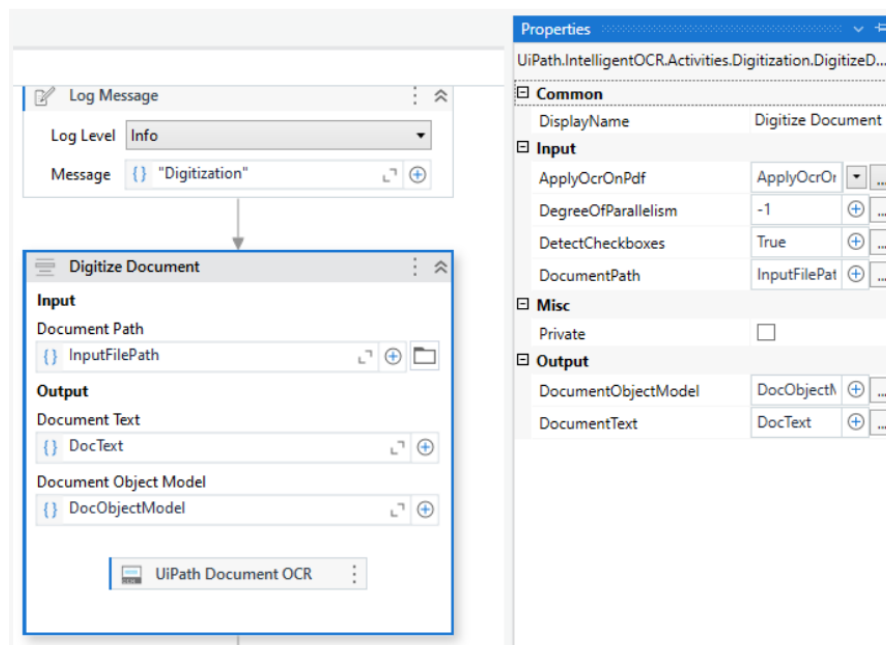 Log Message
Log Level Info
Message {} "Digitization"
Digitize Document
Input
Document Path
{} InputFilePath
Output
Document Text
{} DocText
Document Object Model
{} DocObjectModel
UiPath Document OCR
Properties
UiPath.IntelligentOCR.Activities.Digitization.DigitizeD...
Common
DisplayName Digitize Document
Input
ApplyOcrOnPdf ApplyOcrOr ...
DegreeOfParallelism -1 ...
DetectCheckboxes True ...
DocumentPath InputFilePat ...
Misc
Private
Output
DocumentObjectModel DocObjectM ...
DocumentText DocText ...